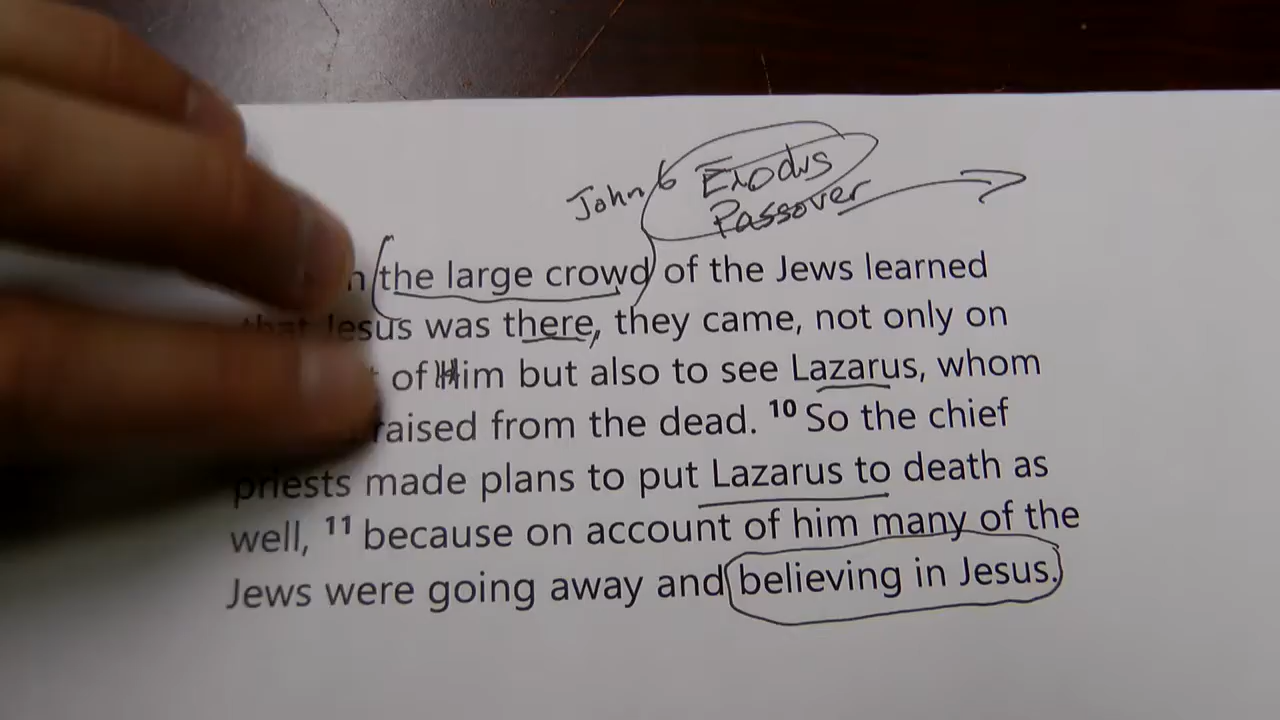 John 6 Exodus
Passover
the large crowd of the Jews learned
that Jesus was there, they came, not only on
of Him but also to see Lazarus, whom
raised from the dead. 10 So the chief
priests made plans to put Lazarus to death as
well, 11 because on account of him many of the
Jews were going away and believing in Jesus.